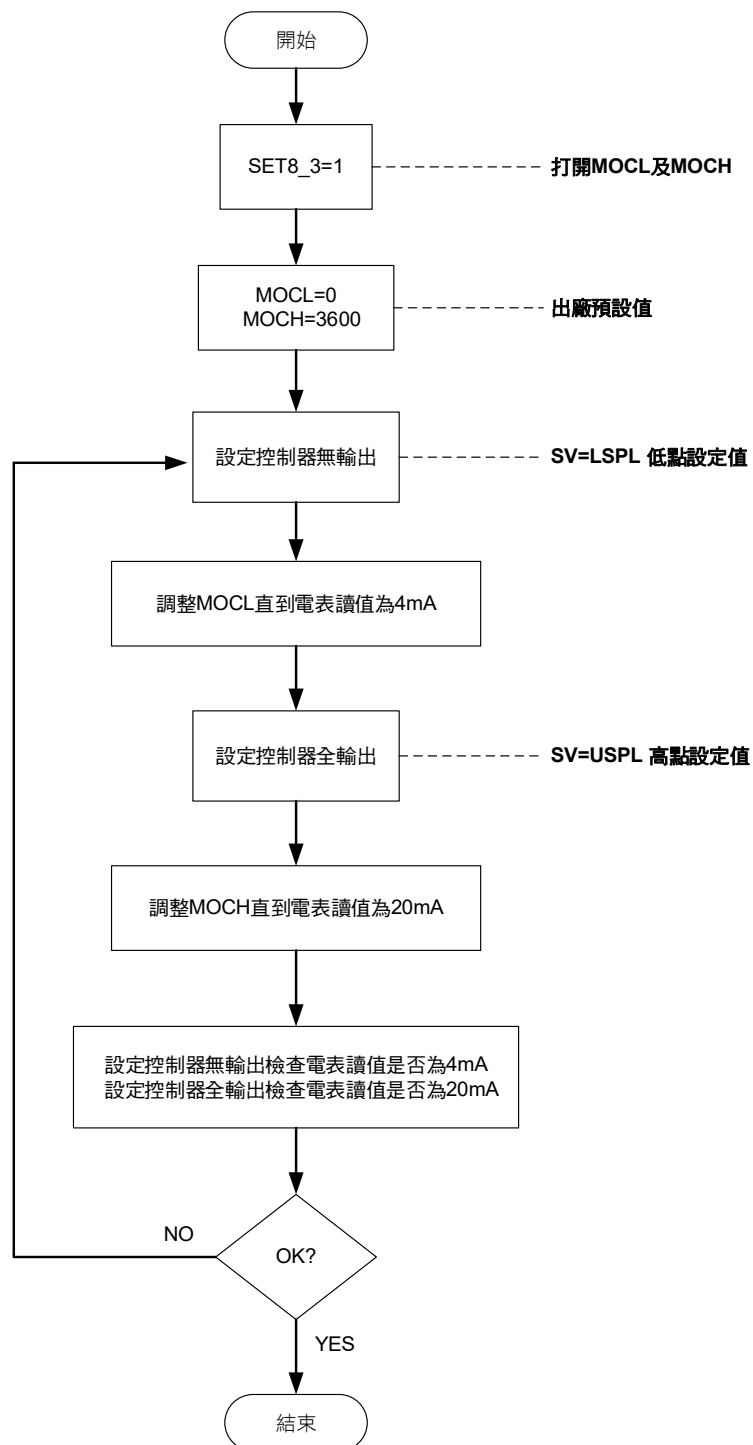 開始
SET8_3=1
打開MOCL及MOCH
MOCL=0
MOCH=3600
出廠預設值
設定控制器無輸出
SV=LSPL 低點設定值
調整MOCL直到電表讀值為4mA
設定控制器全輸出
SV=USPL 高點設定值
調整MOCH直到電表讀值為20mA
設定控制器無輸出檢查電表讀值是否為4mA
設定控制器全輸出檢查電表讀值是否為20mA
NO
OK?
YES
結束